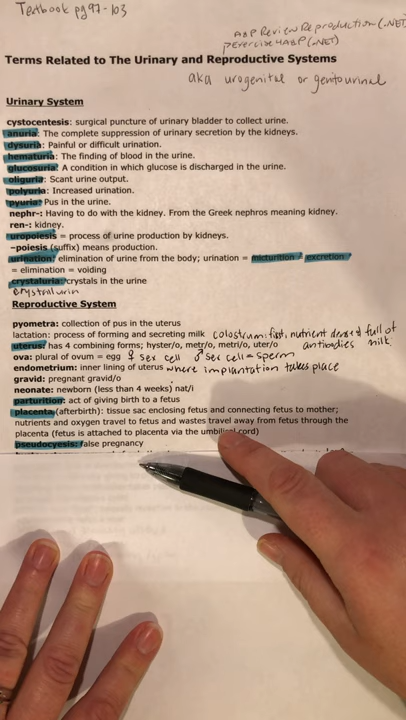 Textbook pg 97-103
A&P Review Reproduction (.NET)
perercise A&P (.NET)
Terms Related to The Urinary and Reproductive Systems
aka urogenital or genitourinal
Urinary System
cystocentesis: surgical puncture of urinary bladder to collect urine.
anuria: The complete suppression of urinary secretion by the kidneys.
dysuria: Painful or difficult urination.
hematuria: The finding of blood in the urine.
glucosuria: A condition in which glucose is discharged in the urine.
oliguria: Scant urine output.
polyuria: Increased urination.
pyuria: Pus in the urine.
nephr-: Having to do with the kidney. From the Greek nephros meaning kidney.
ren-: kidney.
uropoiesis = process of urine production by kidneys.
-poiesis (suffix) means production.
urination: elimination of urine from the body; urination = micturition = excretion
= elimination = voiding
crystaluria: crystals in the urine
crystalurin
Reproductive System
pyometra: collection of pus in the uterus
lactation: process of forming and secreting milk colostrum: first, nutrient dense & full of
uterus: has 4 combining forms; hyster/o, metr/o, metri/o, uter/o antibodies milk.
ova: plural of ovum = egg ♀ sex cell ♂ sex cell = sperm
endometrium: inner lining of uterus where implantation takes place
gravid: pregnant gravid/o
neonate: newborn (less than 4 weeks) nat/i
parturition: act of giving birth to a fetus
placenta (afterbirth): tissue sac enclosing fetus and connecting fetus to mother;
nutrients and oxygen travel to fetus and wastes travel away from fetus through the
placenta (fetus is attached to placenta via the umbilical cord)
pseudocyesis: false pregnancy